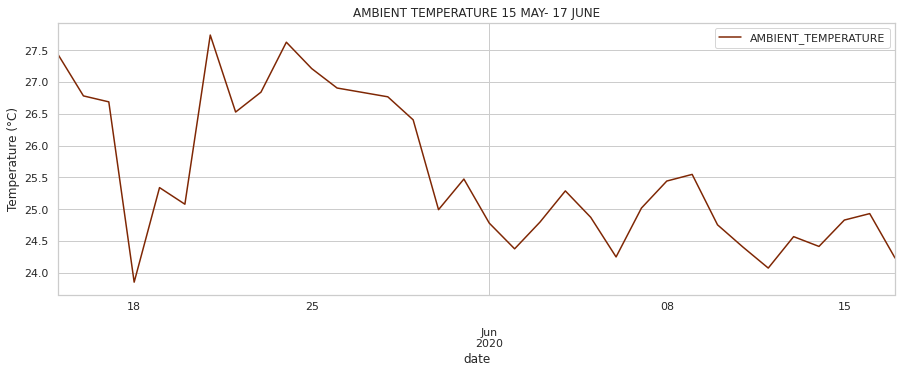 AMBIENT TEMPERATURE 15 MAY- 17 JUNE
AMBIENT_TEMPERATURE
Temperature (°C)
27.5
27.0
26.5
26.0
25.5
25.0
24.5
24.0
18
25
Jun
2020
08
15
date